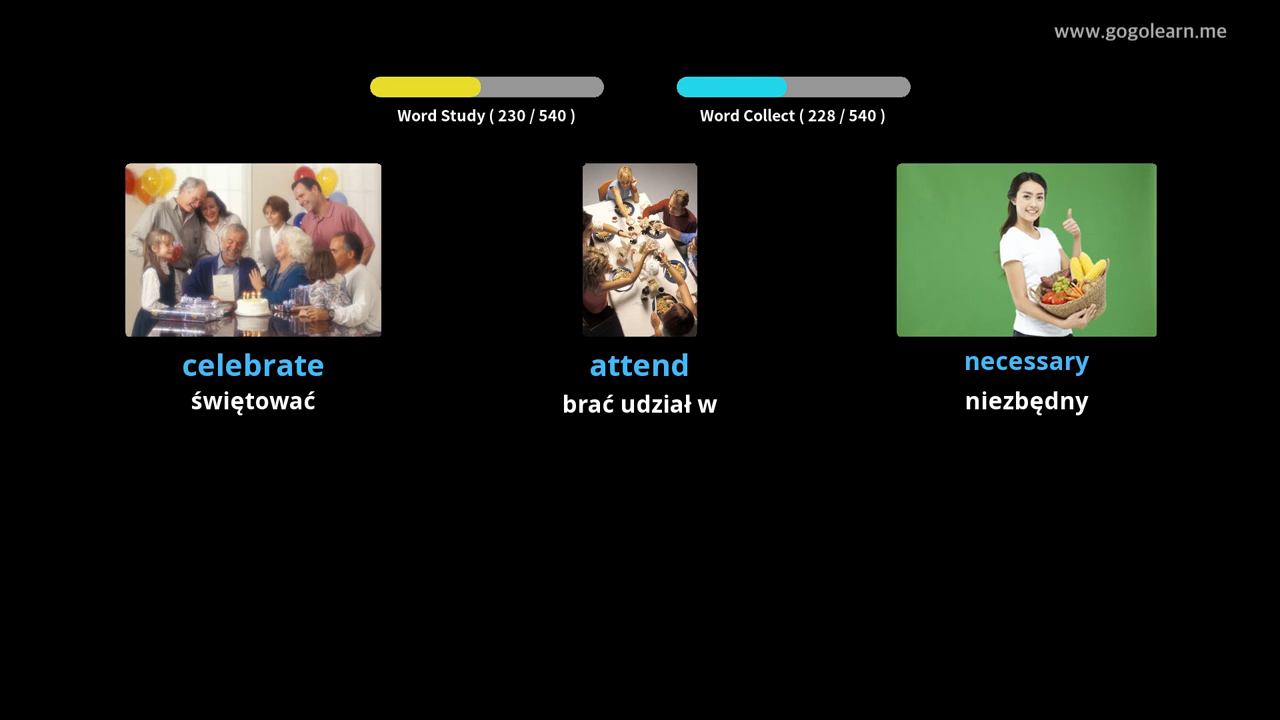 www.gogolearn.me
Word Study ( 230 / 540 )
Word Collect ( 228 / 540 )
celebrate
świętować
attend
brać udział w
necessary
niezbędny